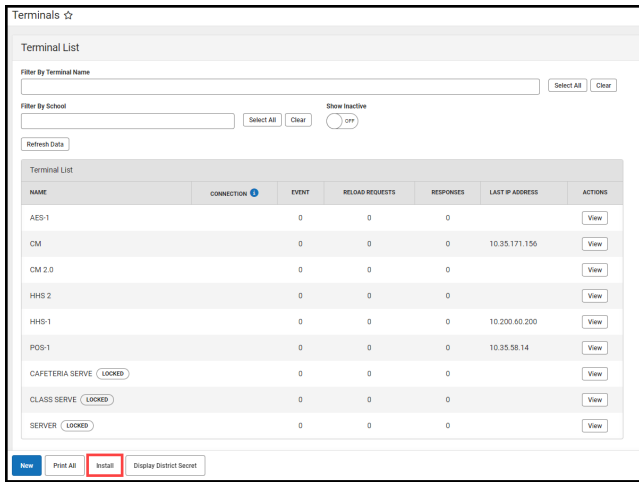 Terminals
Terminal List
Filter By Terminal Name
Select All Clear
Filter By School Show Inactive
Select All Clear OFF
Refresh Data
Terminal List
NAME CONNECTION EVENT RELOAD REQUESTS RESPONSES LAST IP ADDRESS ACTIONS
AES-1 0 0 0 View
CM 0 0 0 10.35.171.156 View
CM 2.0 0 0 0 View
HHS 2 0 0 0 View
HHS-1 0 0 0 10.200.60.200 View
POS-1 0 0 0 10.35.58.14 View
CAFETERIA SERVE LOCKED 0 0 0 View
CLASS SERVE LOCKED 0 0 0 View
SERVER LOCKED 0 0 0 View
New Print All Install Display District Secret